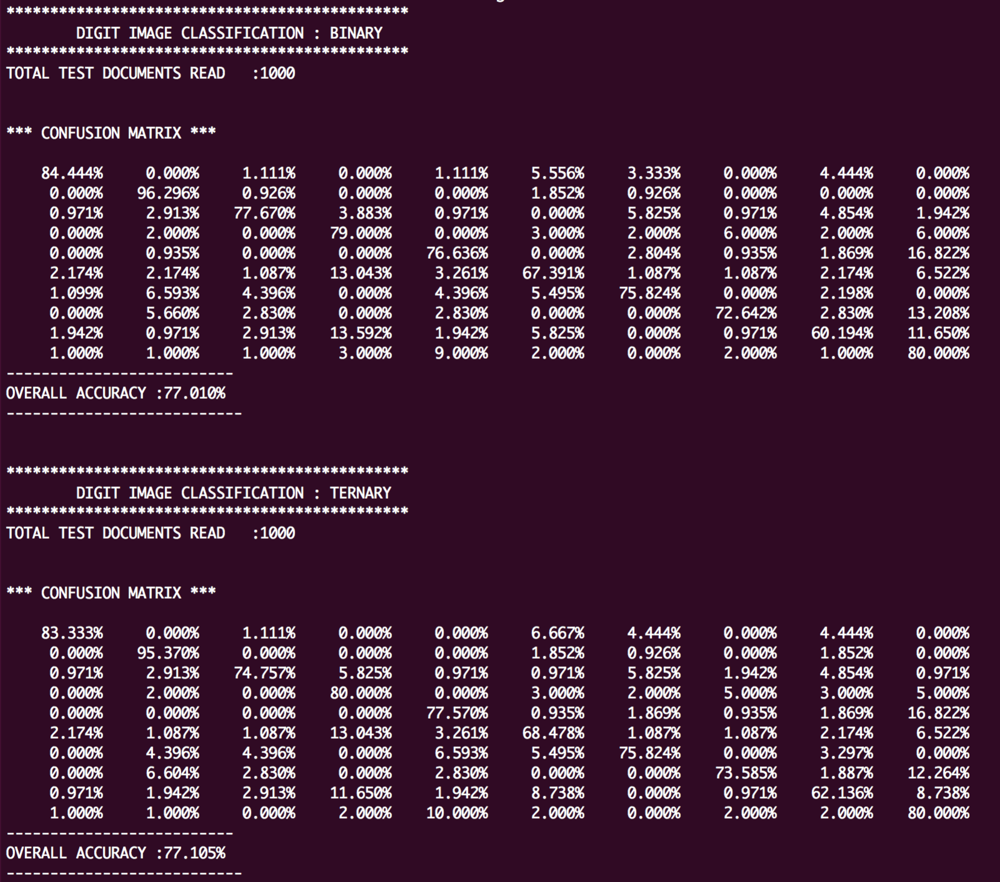 **********************************************
DIGIT IMAGE CLASSIFICATION : BINARY
**********************************************
TOTAL TEST DOCUMENTS READ :1000
*** CONFUSION MATRIX ***
84.444% 0.000% 1.111% 0.000% 1.111% 5.556% 3.333% 0.000% 4.444% 0.000%
0.000% 96.296% 0.926% 0.000% 0.000% 1.852% 0.926% 0.000% 0.000% 0.000%
0.971% 2.913% 77.670% 3.883% 0.971% 0.000% 5.825% 0.971% 4.854% 1.942%
0.000% 2.000% 0.000% 79.000% 0.000% 3.000% 2.000% 6.000% 2.000% 6.000%
0.000% 0.935% 0.000% 0.000% 76.636% 0.000% 2.804% 0.935% 1.869% 16.822%
2.174% 2.174% 1.087% 13.043% 3.261% 67.391% 1.087% 1.087% 2.174% 6.522%
1.099% 6.593% 4.396% 0.000% 4.396% 5.495% 75.824% 0.000% 2.198% 0.000%
0.000% 5.660% 2.830% 0.000% 2.830% 0.000% 0.000% 72.642% 2.830% 13.208%
1.942% 0.971% 2.913% 13.592% 1.942% 5.825% 0.000% 0.971% 60.194% 11.650%
1.000% 1.000% 1.000% 3.000% 9.000% 2.000% 0.000% 2.000% 1.000% 80.000%
--------------------------
OVERALL ACCURACY :77.010%
---------------------------
**********************************************
DIGIT IMAGE CLASSIFICATION : TERNARY
**********************************************
TOTAL TEST DOCUMENTS READ :1000
*** CONFUSION MATRIX ***
83.333% 0.000% 1.111% 0.000% 0.000% 6.667% 4.444% 0.000% 4.444% 0.000%
0.000% 95.370% 0.000% 0.000% 0.000% 1.852% 0.926% 0.000% 1.852% 0.000%
0.971% 2.913% 74.757% 5.825% 0.971% 0.971% 5.825% 1.942% 4.854% 0.971%
0.000% 2.000% 0.000% 80.000% 0.000% 3.000% 2.000% 5.000% 3.000% 5.000%
0.000% 0.000% 0.000% 0.000% 77.570% 0.935% 1.869% 0.935% 1.869% 16.822%
2.174% 1.087% 1.087% 13.043% 3.261% 68.478% 1.087% 1.087% 2.174% 6.522%
0.000% 4.396% 4.396% 0.000% 6.593% 5.495% 75.824% 0.000% 3.297% 0.000%
0.000% 6.604% 2.830% 0.000% 2.830% 0.000% 0.000% 73.585% 1.887% 12.264%
0.971% 1.942% 2.913% 11.650% 1.942% 8.738% 0.000% 0.971% 62.136% 8.738%
1.000% 1.000% 0.000% 2.000% 10.000% 2.000% 0.000% 2.000% 2.000% 80.000%
--------------------------
OVERALL ACCURACY :77.105%
---------------------------